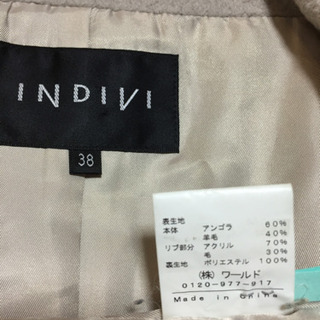 INDIVI
38
表生地
本体 アンゴラ 60%
羊毛 40%
リブ部分 アクリル 70%
毛 30%
裏生地 ポリエステル 100%
(株) ワールド
0120-977-917
Made in China